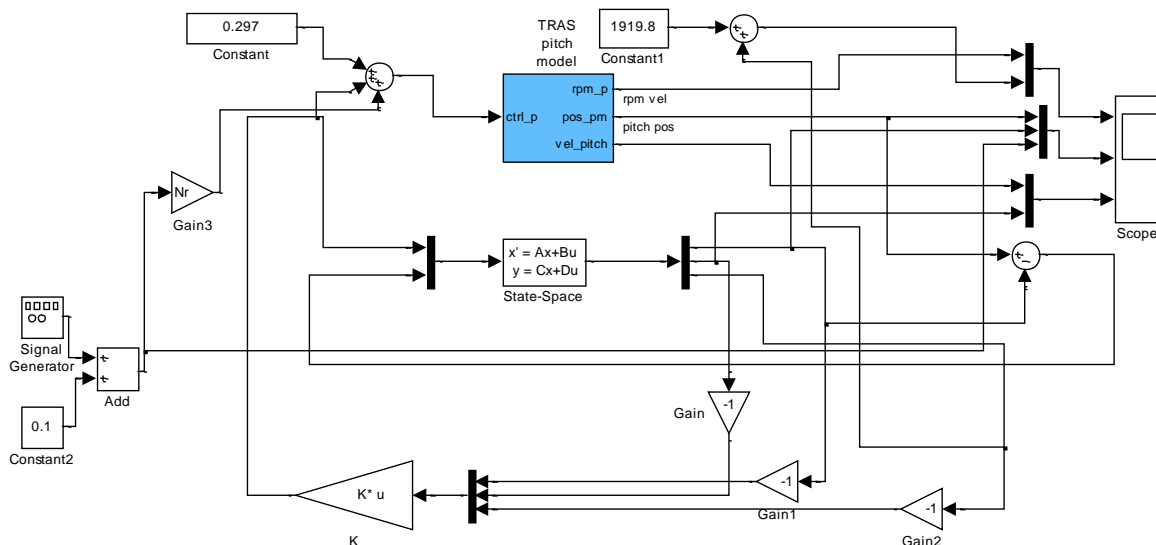 0.297
Constant
TRAS
pitch
model
1919.8
Constant1
rpm_p
ctrl_p
pos_pm
vel_pitch
rpm vel
pitch pos
Scope
Nr
Gain3
x' = Ax+Bu
y = Cx+Du
State-Space
Signal
Generator
Add
0.1
Constant2
-1
Gain
K* u
K
-1
Gain1
-1
Gain2